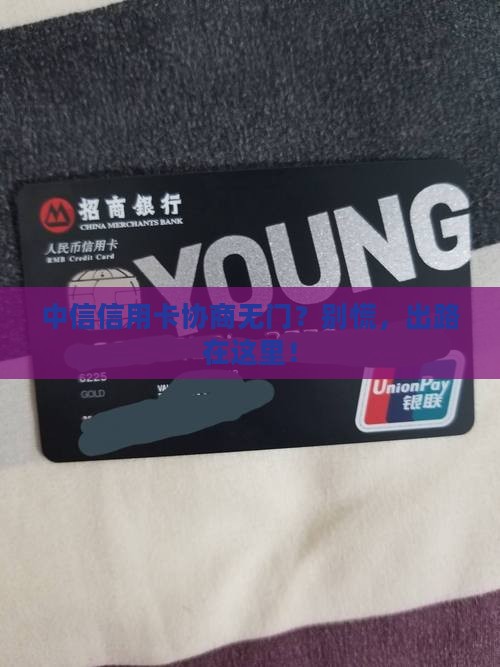 招商银行
CHINA MERCHANTS BANK
人民币信用卡
RMB Credit Card
YOUNG
中信信用卡协商无门？别慌，出路
在这里！
6225
GOLD
UnionPay
银联